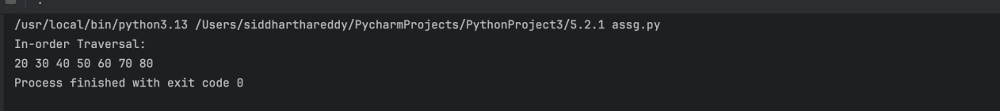 /usr/local/bin/python3.13 /Users/siddharthareddy/PycharmProjects/PythonProject3/5.2.1 assg.py
In-order Traversal:
20 30 40 50 60 70 80
Process finished with exit code 0